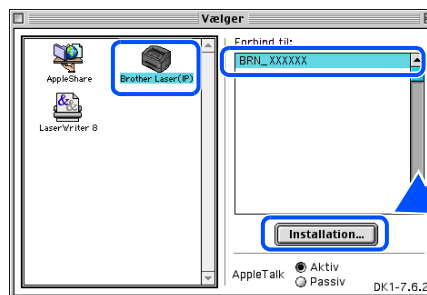 Vælger
Forbind til:
BRN_XXXXXX
AppleShare
Brother Laser(IP)
LaserWriter 8
Installation...
AppleTalk
Aktiv
Passiv
DK1-7.6.2